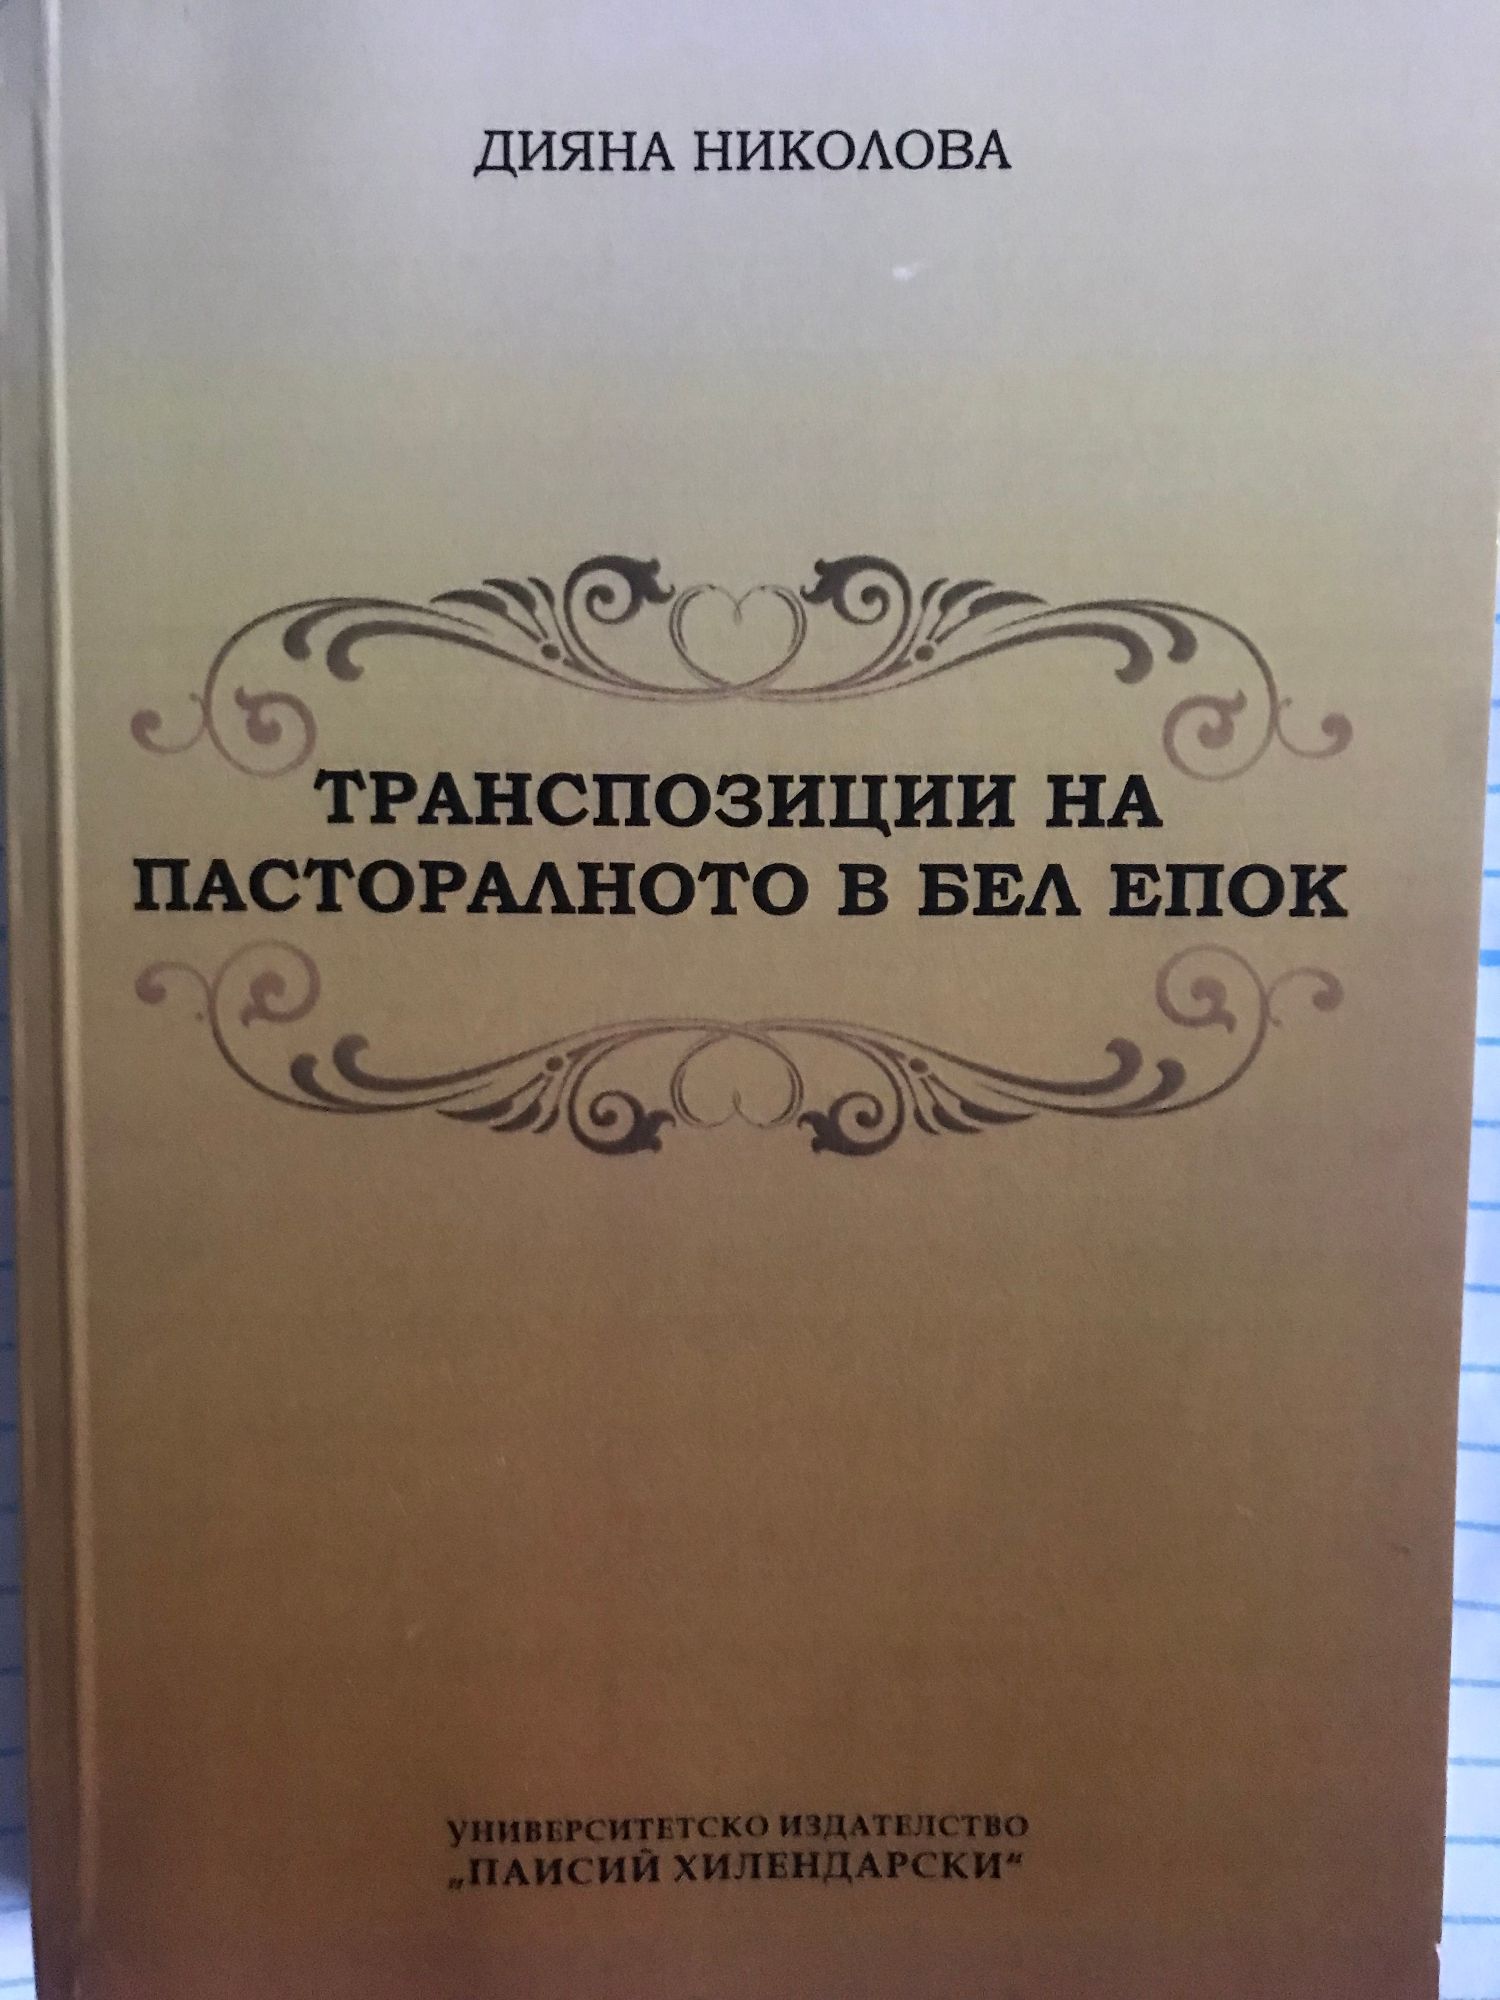 ДИЯНА НИКОЛОВА
ТРАНСПОЗИЦИИ НА
ПАСТОРАЛНОТО В БЕЛ ЕПОК
УНИВЕРСИТЕТСКО ИЗДАТЕЛСТВО
„ПАИСИЙ ХИЛЕНДАРСКИ“